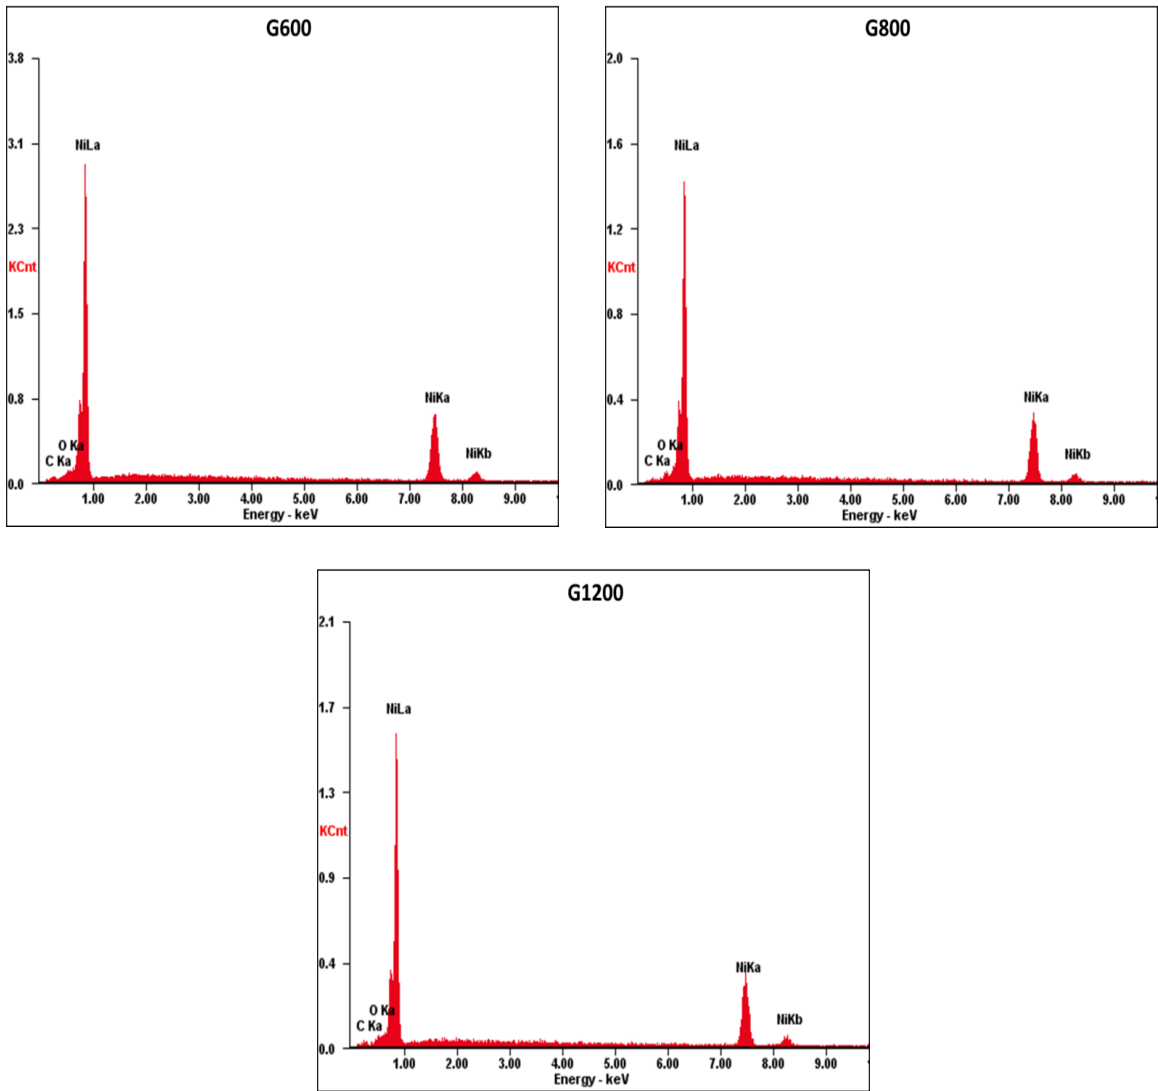 G600
3.8
3.1
NiLa
2.3
KCnt
1.5
0.8
NiKa
O Ka
NiKb
C Ka
0.0
1.00 2.00 3.00 4.00 5.00 6.00 7.00 8.00 9.00
Energy - keV
G800
2.0
1.6
NiLa
1.2
KCnt
0.8
0.4
NiKa
O Ka
NiKb
C Ka
0.0
1.00 2.00 3.00 4.00 5.00 6.00 7.00 8.00 9.00
Energy - keV
G1200
2.1
1.7
NiLa
1.3
KCnt
0.9
0.4
NiKa
O Ka
NiKb
C Ka
0.0
1.00 2.00 3.00 4.00 5.00 6.00 7.00 8.00 9.00
Energy - keV